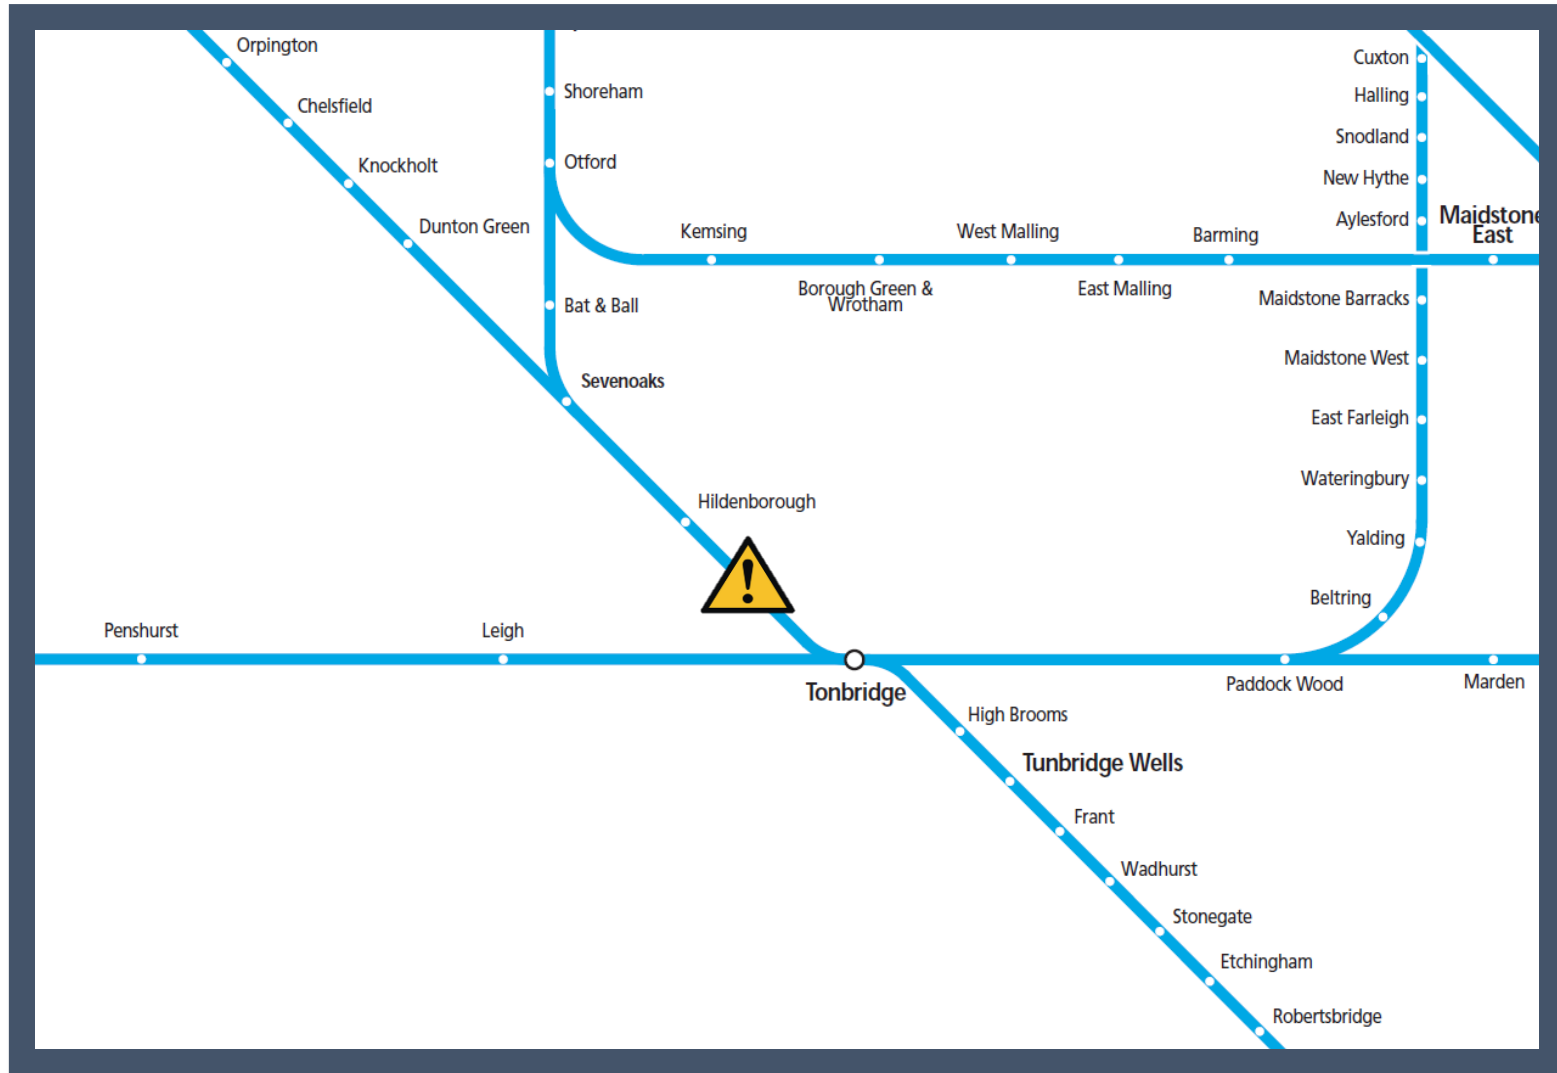 Orpington
Chelsfield
Knockholt
Dunton Green
Shoreham
Otford
Bat & Ball
Sevenoaks
Hildenborough
Kemsing
Borough Green &
Wrotham
West Malling
East Malling
Barming
Maidstone
East
Cuxton
Halling
Snodland
New Hythe
Aylesford
Maidstone Barracks
Maidstone West
East Farleigh
Wateringbury
Yalding
Beltring
!
Penshurst
Leigh
Tonbridge
Paddock Wood
Marden
High Brooms
Tunbridge Wells
Frant
Wadhurst
Stonegate
Etchingham
Robertsbridge